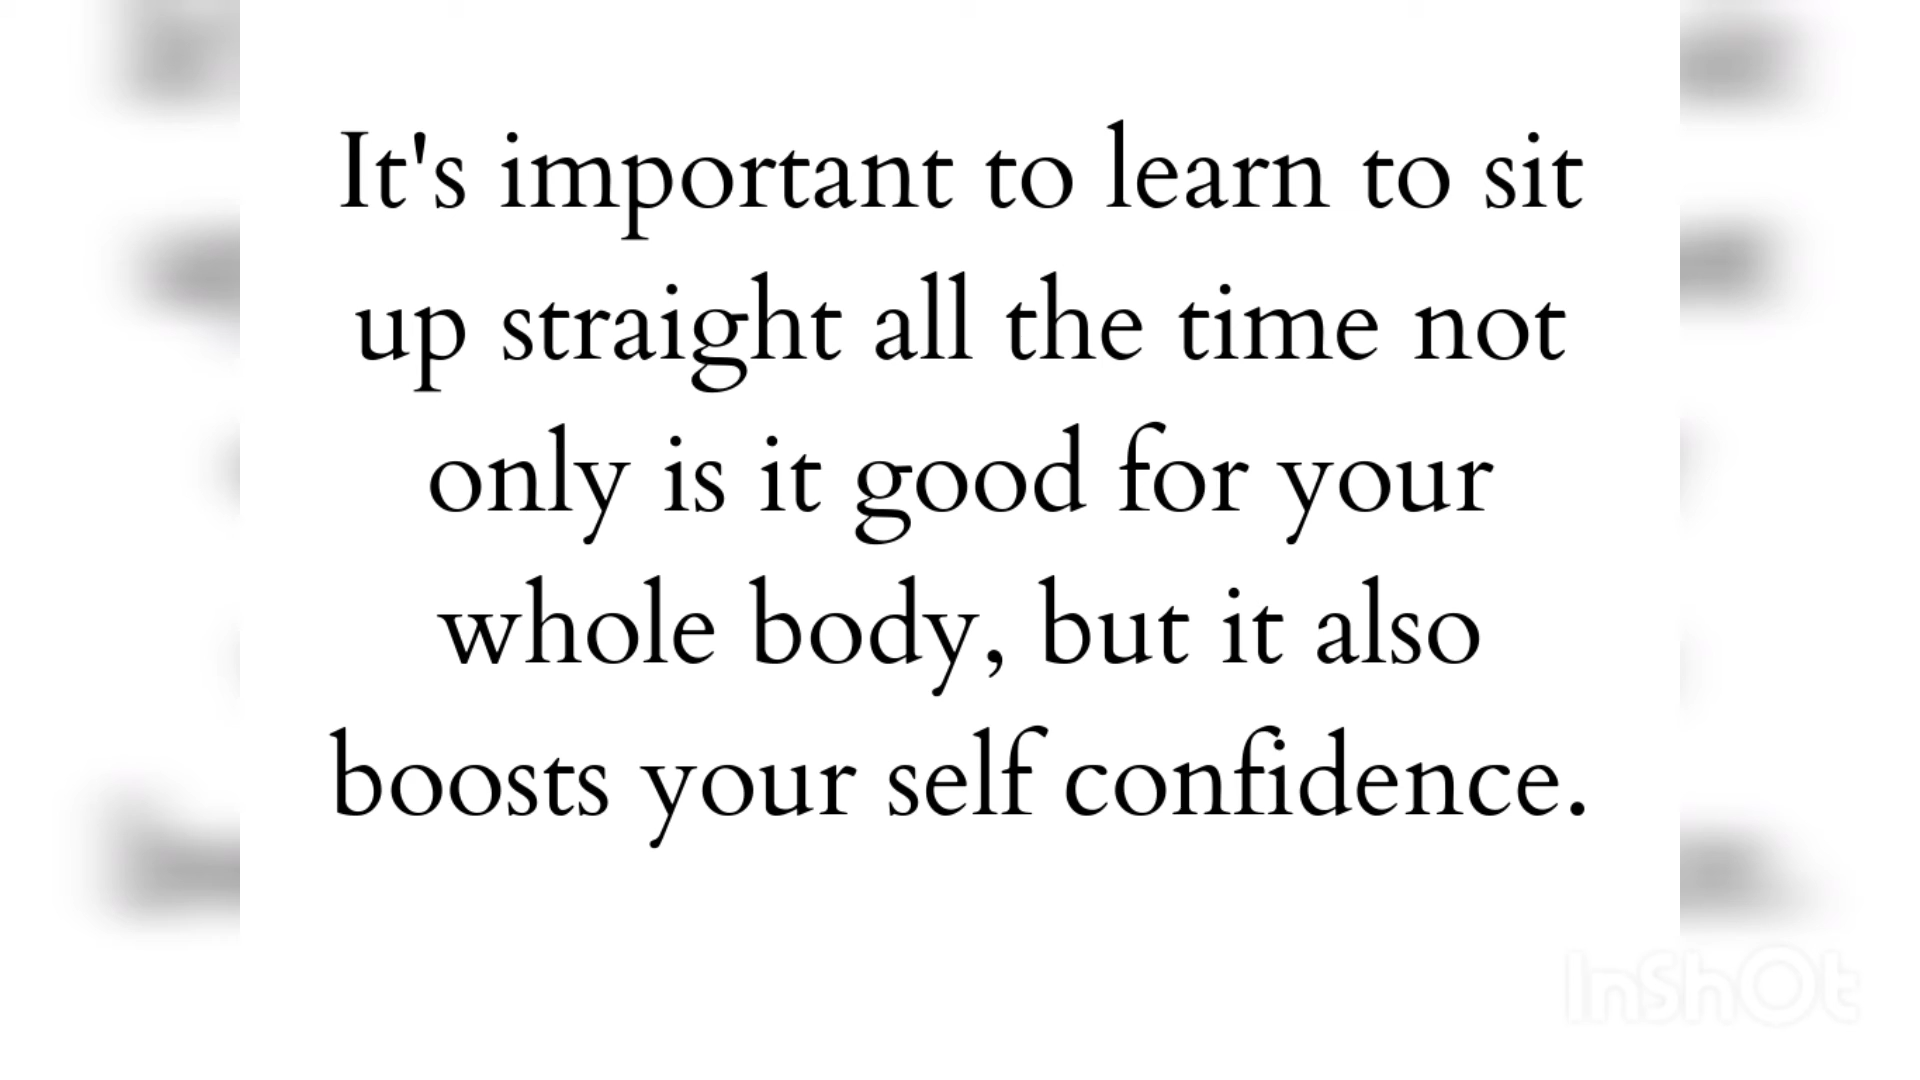 It's important to learn to sit
up straight all the time not
only is it good for your
whole body, but it also
boosts your self confidence.
InShOt